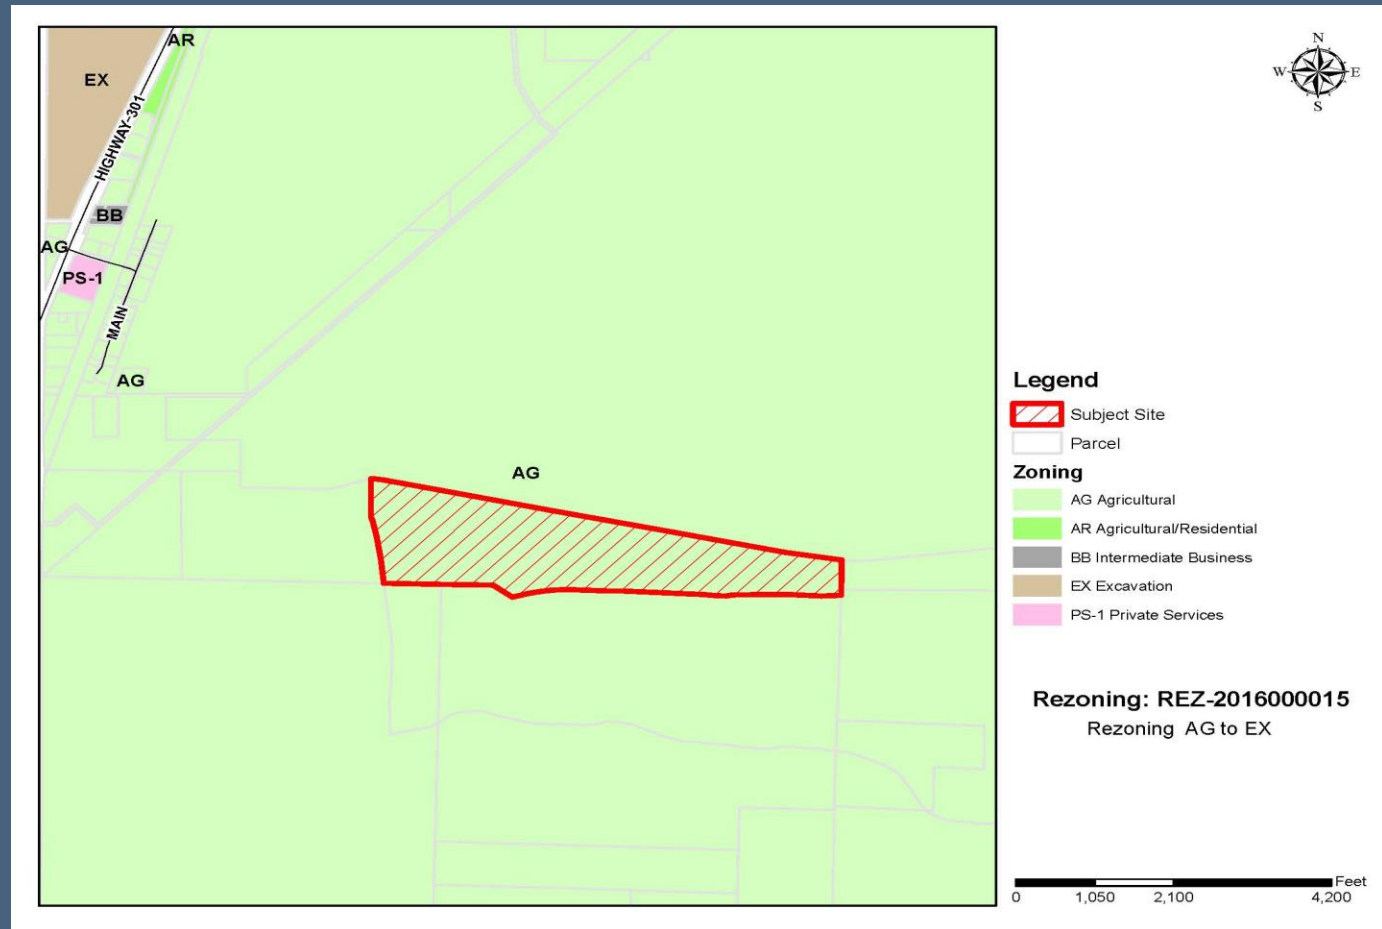 AR
EX
HIGHWAY-301
BB
AG
PS-1
MAIN
AG
AG
N
W E
S
Legend
Subject Site
Parcel
Zoning
AG Agricultural
AR Agricultural/Residential
BB Intermediate Business
EX Excavation
PS-1 Private Services
Rezoning: REZ-2016000015
Rezoning AG to EX
Feet
0 1,050 2,100 4,200